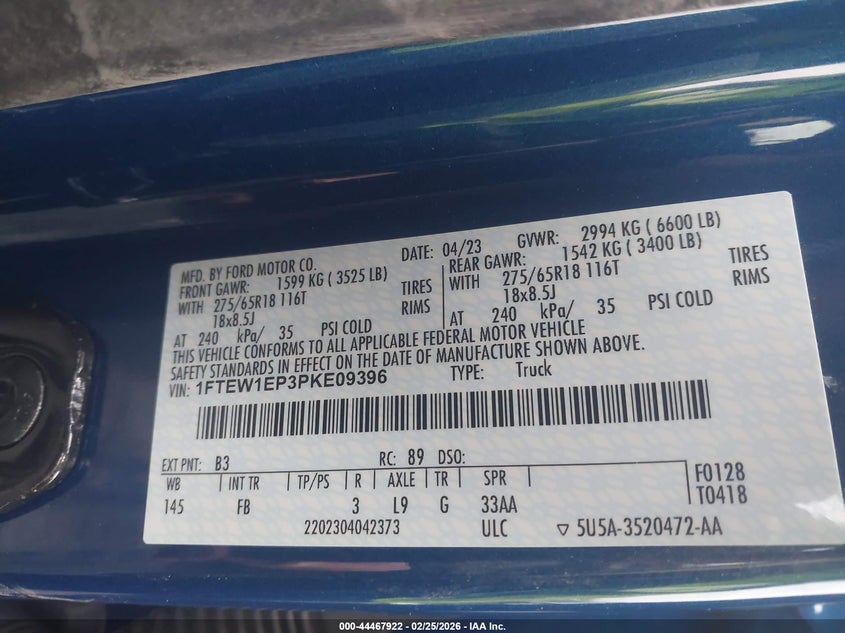 MFD. BY FORD MOTOR CO. DATE: 04/23 GVWR: 2994 KG ( 6600 LB)
FRONT GAWR: 1599 KG ( 3525 LB) REAR GAWR: 1542 KG ( 3400 LB)
WITH 275/65R18 116T TIRES WITH 275/65R18 116T TIRES
18x8.5J RIMS 18x8.5J RIMS
AT 240 kPa/ 35 PSI COLD AT 240 kPa/ 35 PSI COLD
THIS VEHICLE CONFORMS TO ALL APPLICABLE FEDERAL MOTOR VEHICLE
SAFETY STANDARDS IN EFFECT ON THE DATE OF MANUFACTURE SHOWN ABOVE.
VIN: 1FTEW1EP3PKE09396 TYPE: Truck
EXT PNT: B3 RC: 89 DSO:
WB INT TR TP/PS R AXLE TR SPR F0128
145 FB 3 L9 G 33AA T0418
2202304042373 ULC ▽ 5U5A-3520472-AA
000-44467922 - 02/25/2026 - IAA Inc.